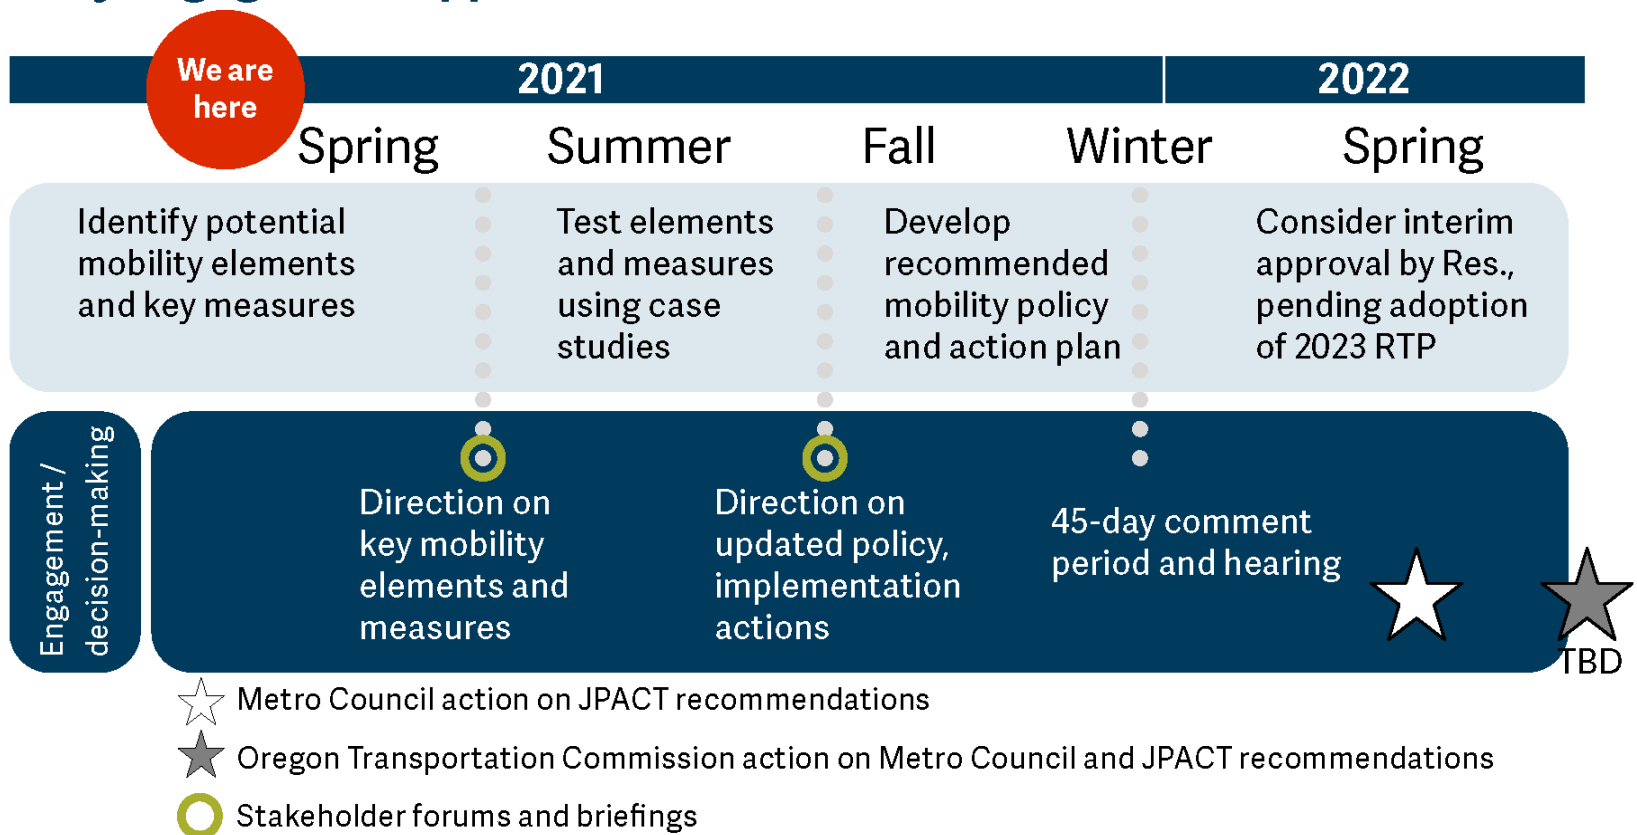 We are
here
2021
2022
Spring
Summer
Fall
Winter
Spring
Identify potential
mobility elements
and key measures
Test elements
and measures
using case
studies
Develop
recommended
mobility policy
and action plan
Consider interim
approval by Res.,
pending adoption
of 2023 RTP
Engagement /
decision-making
Direction on
key mobility
elements and
measures
Direction on
updated policy,
implementation
actions
45-day comment
period and hearing
TBD
Metro Council action on JPACT recommendations
Oregon Transportation Commission action on Metro Council and JPACT recommendations
Stakeholder forums and briefings